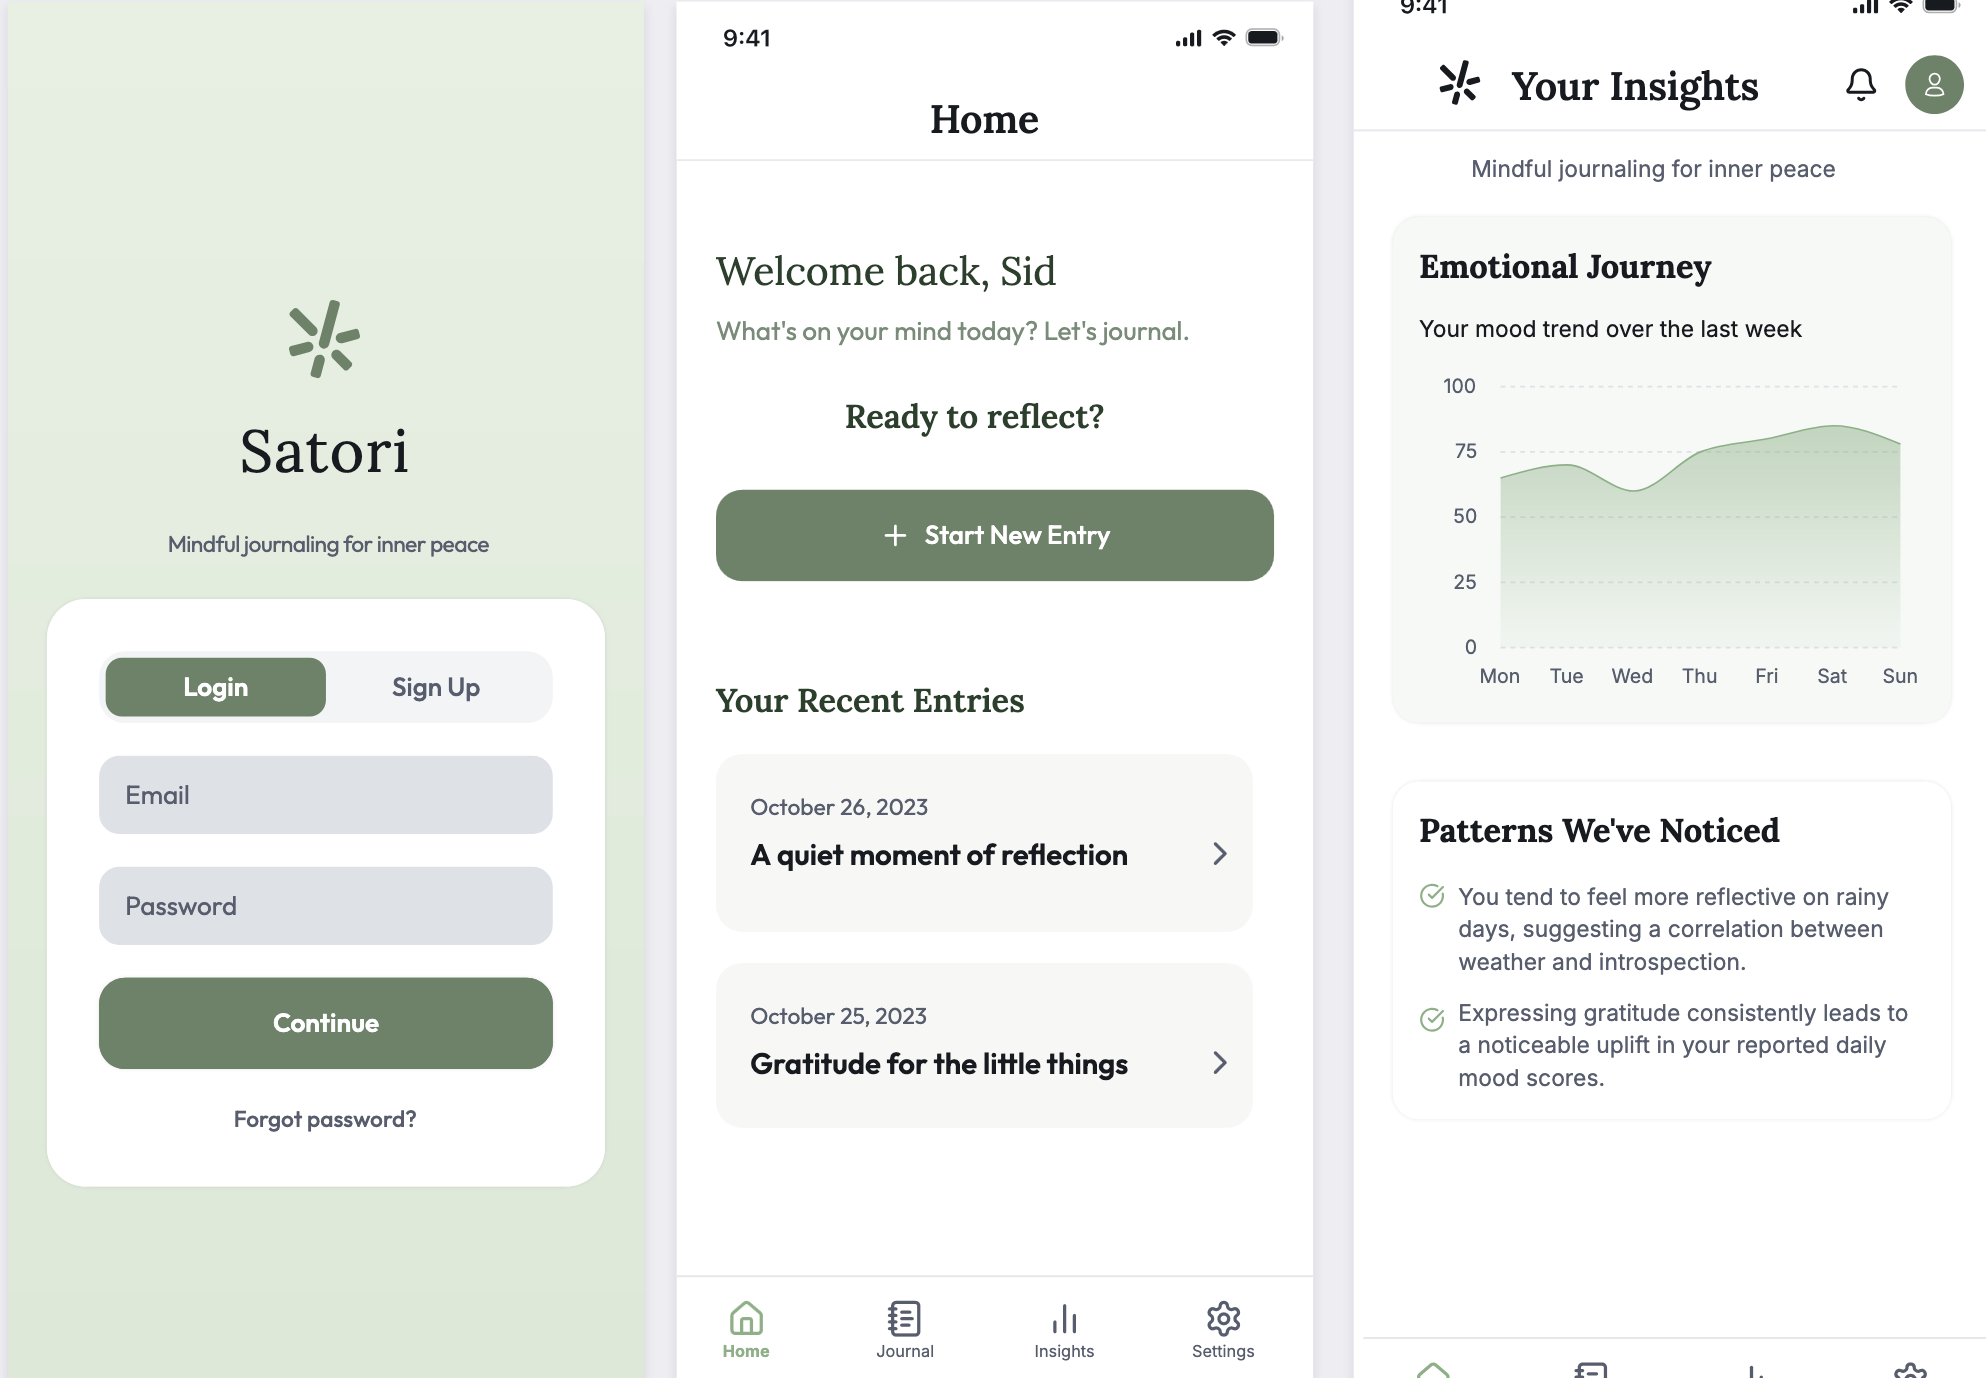 Satori
Mindful journaling for inner peace
Login
Sign Up
Email
Password
Continue
Forgot password?
9:41
Home
Welcome back, Sid
What's on your mind today? Let's journal.
Ready to reflect?
+ Start New Entry
Your Recent Entries
October 26, 2023
A quiet moment of reflection
October 25, 2023
Gratitude for the little things
Home
Journal
Insights
Settings
9:41
Your Insights
Mindful journaling for inner peace
Emotional Journey
Your mood trend over the last week
100
75
50
25
0
Mon Tue Wed Thu Fri Sat Sun
Patterns We've Noticed
You tend to feel more reflective on rainy
days, suggesting a correlation between
weather and introspection.
Expressing gratitude consistently leads to
a noticeable uplift in your reported daily
mood scores.